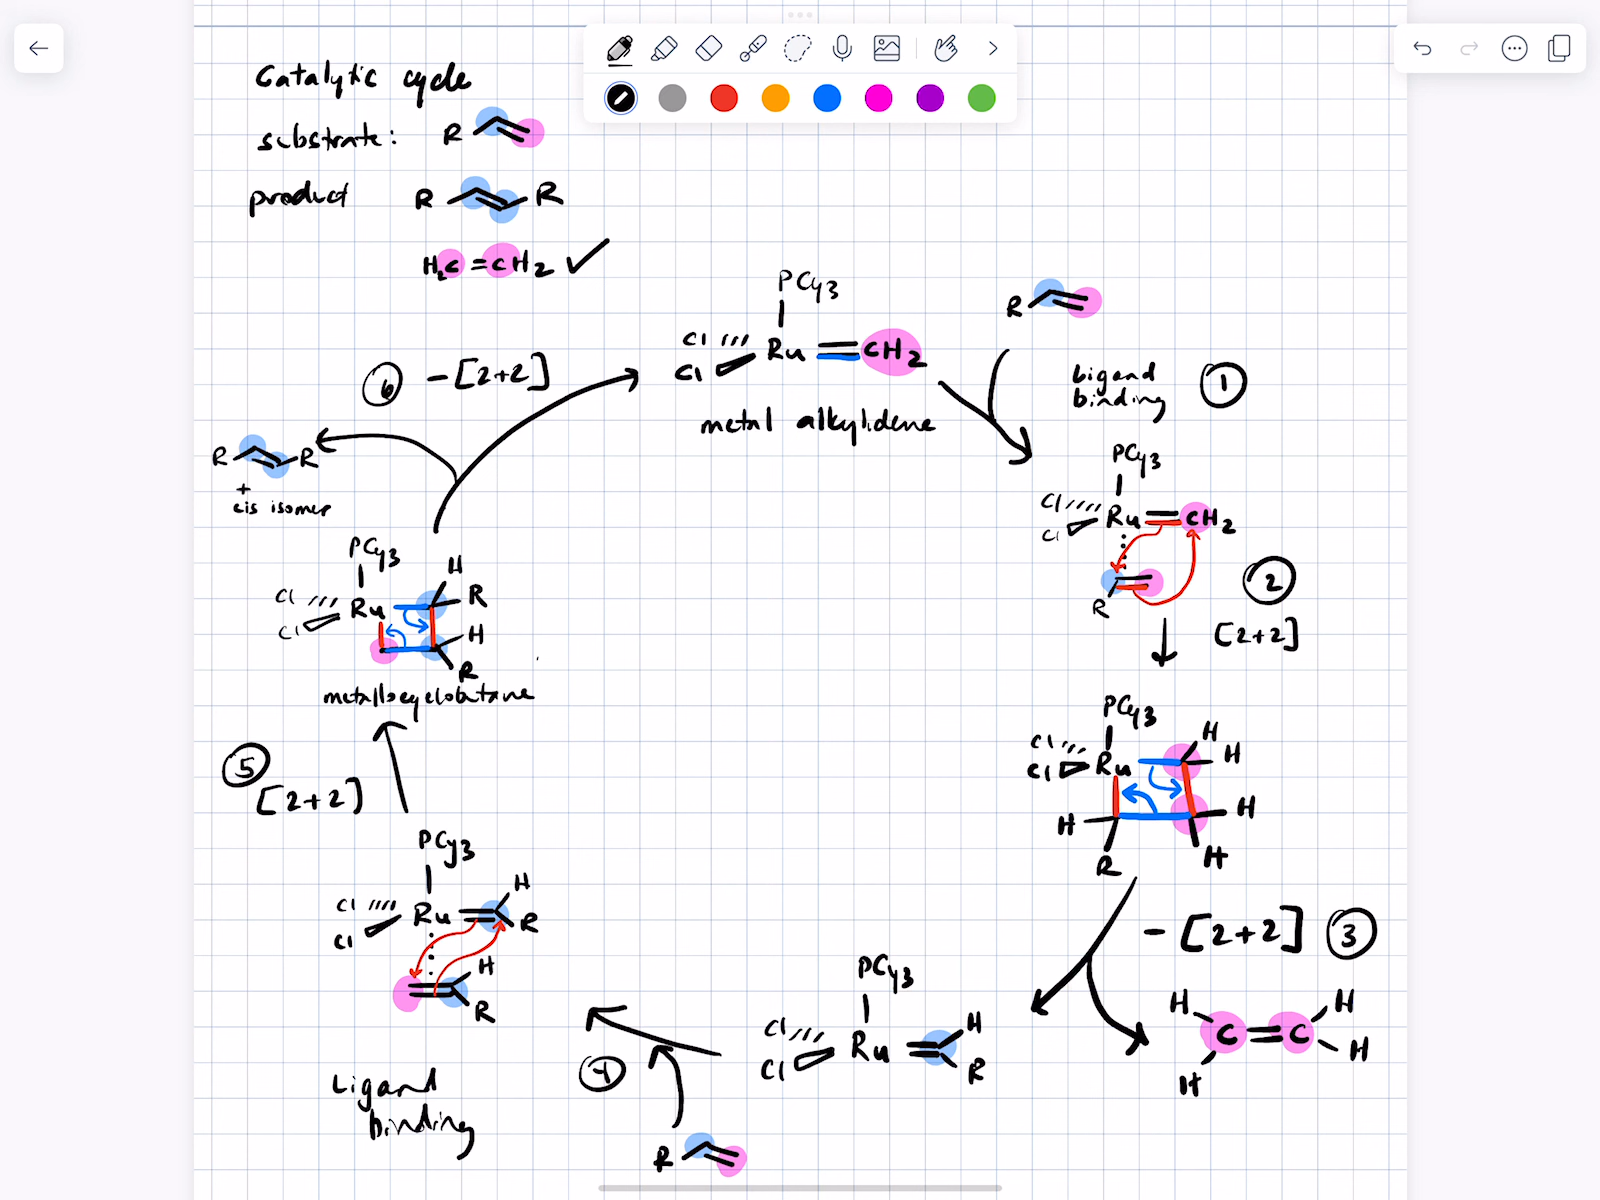 Catalytic cycle
substrate: R
product R R
H2C=CH2 ✓
PCy3
Cl
Cl Ru CH2
metal alkylidene
R
ligand
binding
1
PCy3
Cl
Cl Ru CH2
R
2
[2+2]
PCy3
Cl
Cl Ru H
H
H H
R H
-[2+2] 3
H H
C=C
H H
PCy3
Cl
Cl Ru H
R
4
R
Ligand
binding
PCy3
Cl
Cl Ru H
R
H
R
5
[2+2]
PCy3
Cl
Cl Ru H
R
H
R
metallocyclobutane
6 -[2+2]
R R
+
cis isomer